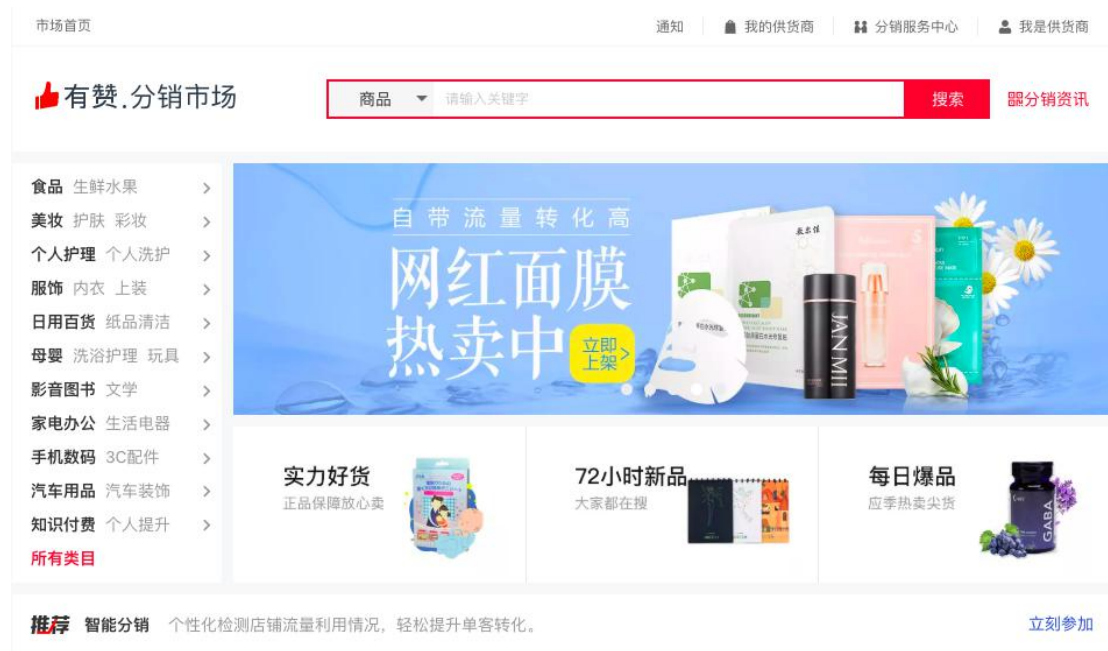 市场首页
通知
我的供货商
分销服务中心
我是供货商
有赞.分销市场
商品
请输入关键字
搜索
分销资讯
食品 生鲜水果
美妆 护肤 彩妆
个人护理 个人洗护
服饰 内衣 上装
日用百货 纸品清洁
母婴 洗浴护理 玩具
影音图书 文学
家电办公 生活电器
手机数码 3C配件
汽车用品 汽车装饰
知识付费 个人提升
所有类目
自带流量转化高
网红面膜
热卖中
立即
上架
JAN MII
实力好货
正品保障放心卖
72小时新品
大家都在搜
每日爆品
应季热卖尖货
GABA
推荐 智能分销 个性化检测店铺流量利用情况，轻松提升单客转化。
立刻参加